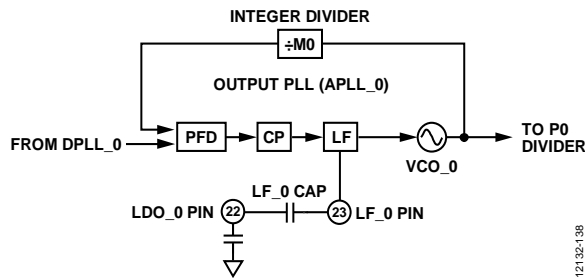 INTEGER DIVIDER
÷M0
OUTPUT PLL (APLL_0)
FROM DPLL_0
PFD
CP
LF
VCO_0
TO P0
DIVIDER
LF_0 CAP
LDO_0 PIN
22
23
LF_0 PIN
12132-138